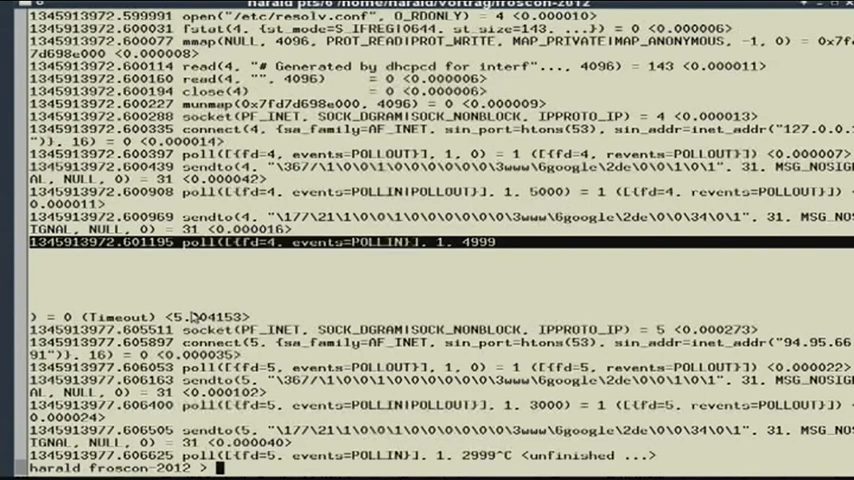 harald pts/6 /home/harald/vortrag/froscon-2012
1345913972.599991 open("/etc/resolv.conf", O_RDONLY) = 4 <0.000010>
1345913972.600031 fstat(4, {st_mode=S_IFREG|0644, st_size=143, ...}) = 0 <0.000006>
1345913972.600077 mmap(NULL, 4096, PROT_READ|PROT_WRITE, MAP_PRIVATE|MAP_ANONYMOUS, -1, 0) = 0x7f
7d698e000 <0.000008>
1345913972.600114 read(4, "# Generated by dhcpcd for interf"..., 4096) = 143 <0.000011>
1345913972.600160 read(4, "", 4096)       = 0 <0.000006>
1345913972.600194 close(4)                = 0 <0.000006>
1345913972.600227 munmap(0x7fd7d698e000, 4096) = 0 <0.000009>
1345913972.600288 socket(PF_INET, SOCK_DGRAM|SOCK_NONBLOCK, IPPROTO_IP) = 4 <0.000013>
1345913972.600335 connect(4, {sa_family=AF_INET, sin_port=htons(53), sin_addr=inet_addr("127.0.0.1
")}, 16) = 0 <0.000014>
1345913972.600397 poll([{fd=4, events=POLLOUT}], 1, 0) = 1 ([{fd=4, revents=POLLOUT}]) <0.000007>
1345913972.600439 sendto(4, "\367/\1\0\0\1\0\0\0\0\0\0\3www\6google\2de\0\0\1\0\1", 31, MSG_NOSIG
AL, NULL, 0) = 31 <0.000042>
1345913972.600908 poll([{fd=4, events=POLLIN|POLLOUT}], 1, 5000) = 1 ([{fd=4, revents=POLLOUT}]) <
0.000011>
1345913972.600969 sendto(4, "\177\21\1\0\0\1\0\0\0\0\0\0\3www\6google\2de\0\0\34\0\1", 31, MSG_NO
TGNAL, NULL, 0) = 31 <0.000016>
1345913972.601195 poll([{fd=4, events=POLLIN}], 1, 4999
) = 0 (Timeout) <5.004153>
1345913977.605511 socket(PF_INET, SOCK_DGRAM|SOCK_NONBLOCK, IPPROTO_IP) = 5 <0.000273>
1345913977.605897 connect(5, {sa_family=AF_INET, sin_port=htons(53), sin_addr=inet_addr("94.95.66
91")}, 16) = 0 <0.000035>
1345913977.606053 poll([{fd=5, events=POLLOUT}], 1, 0) = 1 ([{fd=5, revents=POLLOUT}]) <0.000022>
1345913977.606163 sendto(5, "\367/\1\0\0\1\0\0\0\0\0\0\3www\6google\2de\0\0\1\0\1", 31, MSG_NOSIG
AL, NULL, 0) = 31 <0.000102>
1345913977.606400 poll([{fd=5, events=POLLIN|POLLOUT}], 1, 3000) = 1 ([{fd=5, revents=POLLOUT}]) <
0.000024>
1345913977.606505 sendto(5, "\177\21\1\0\0\1\0\0\0\0\0\0\3www\6google\2de\0\0\34\0\1", 31, MSG_NO
TGNAL, NULL, 0) = 31 <0.000040>
1345913977.606625 poll([{fd=5, events=POLLIN}], 1, 2999^C <unfinished ...>
harald froscon-2012 >